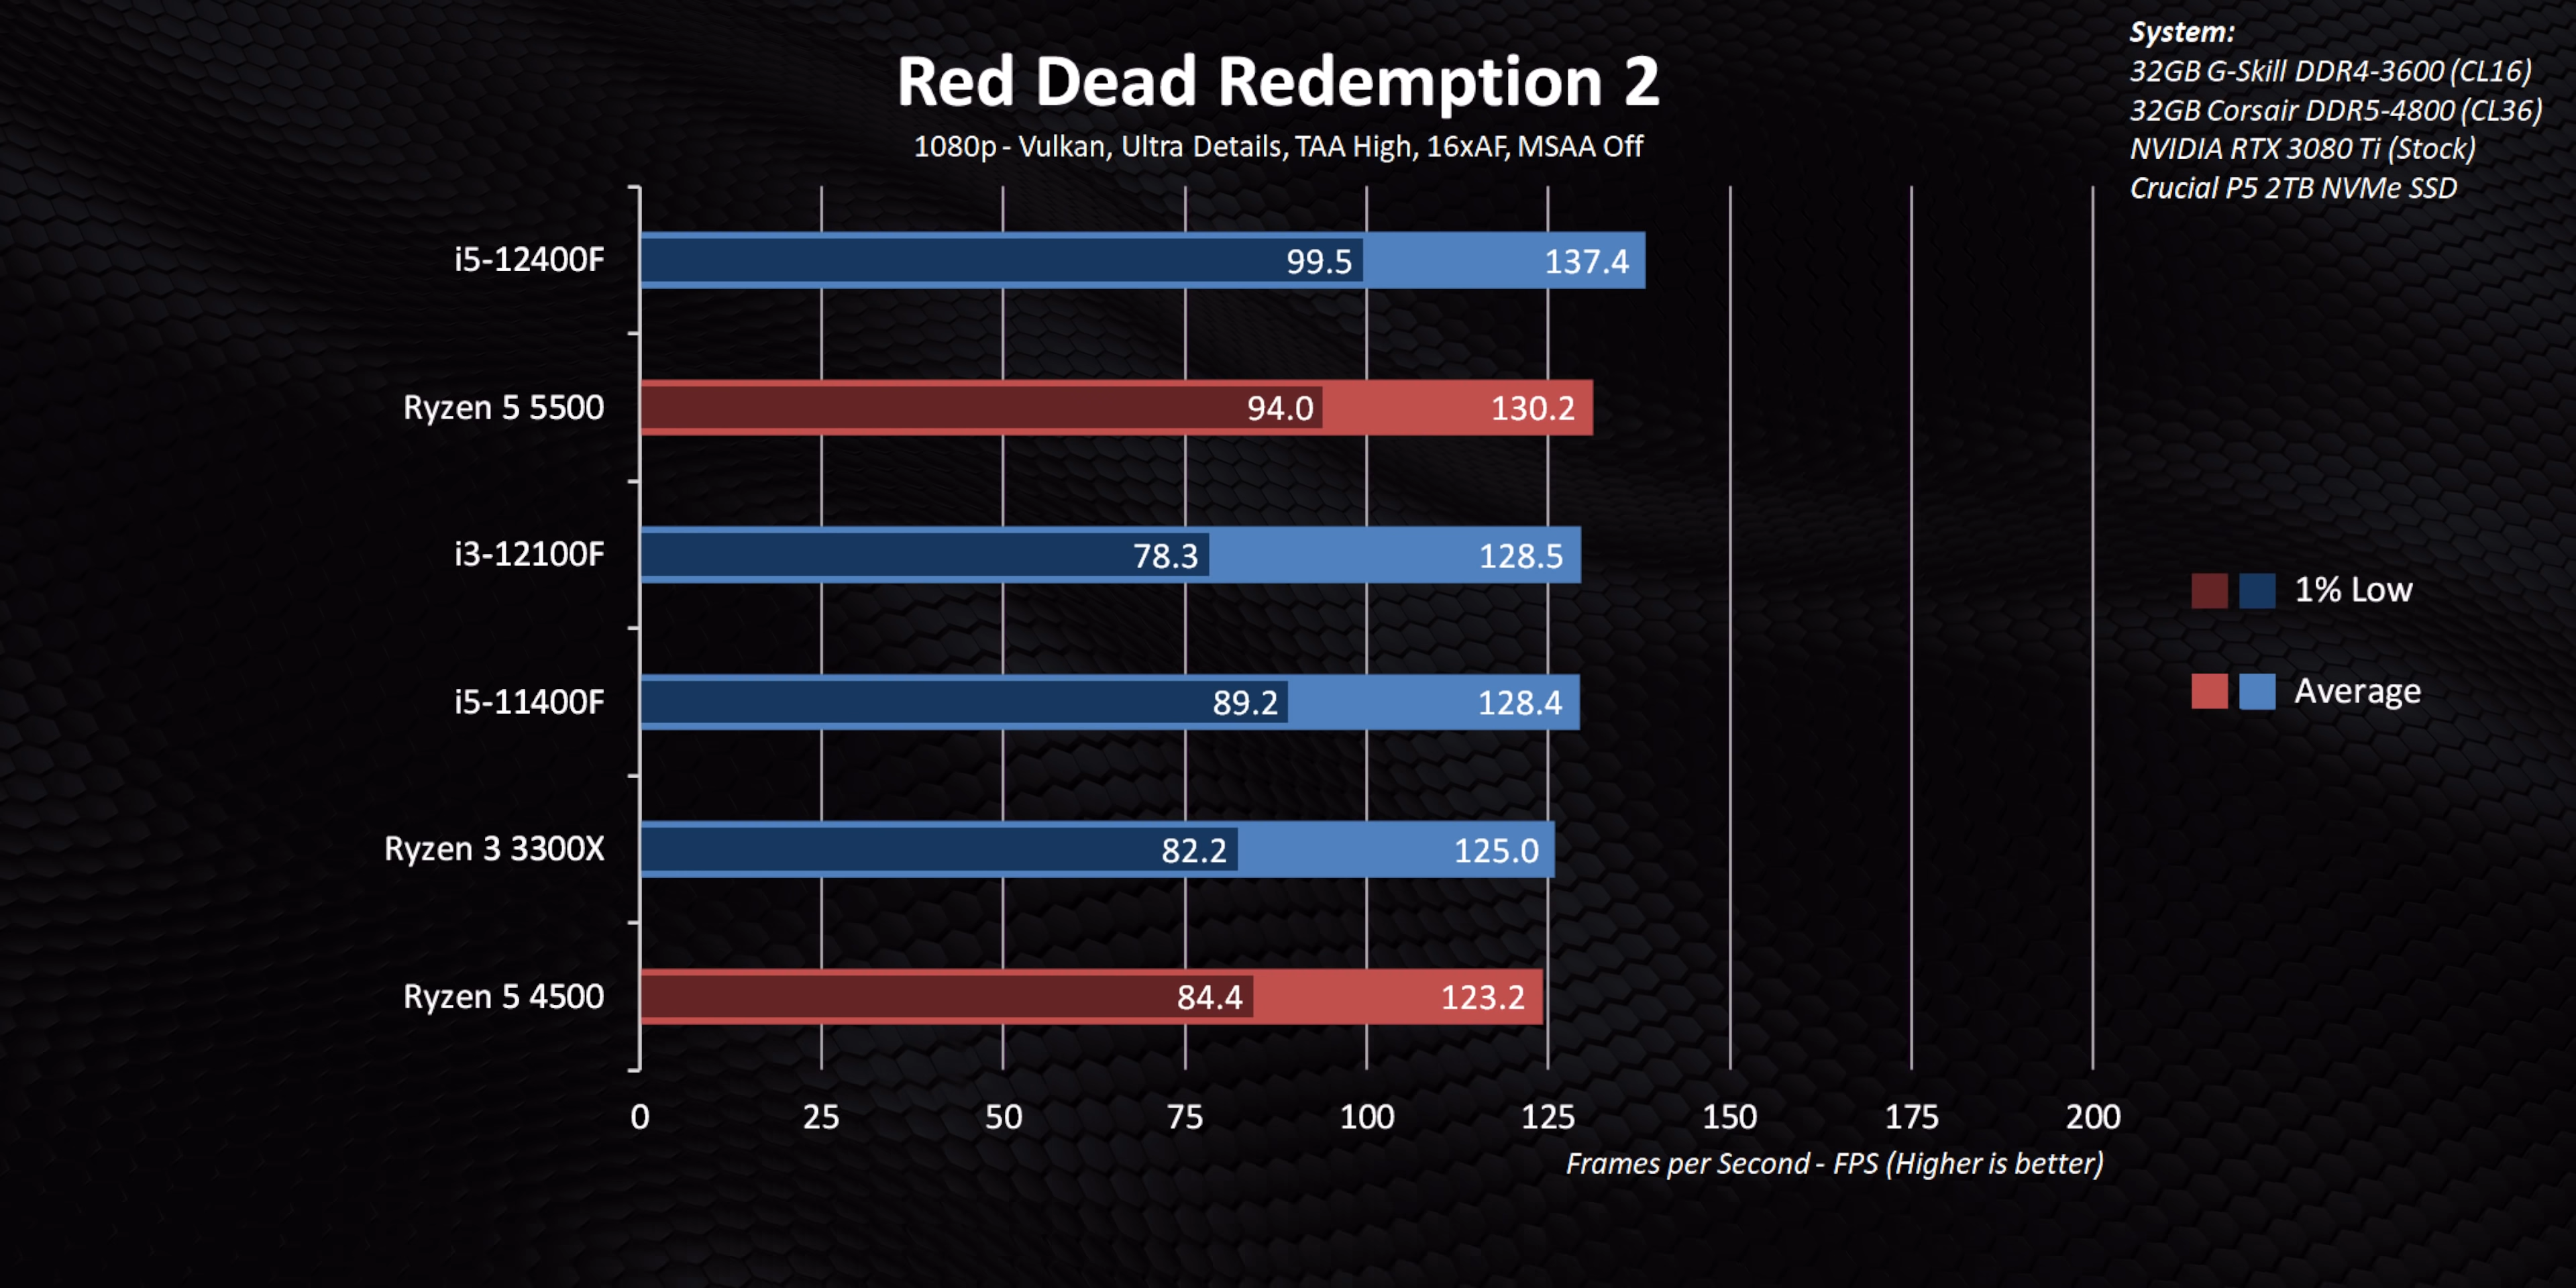 System:
32GB G-Skill DDR4-3600 (CL16)
32GB Corsair DDR5-4800 (CL36)
NVIDIA RTX 3080 Ti (Stock)
Crucial P5 2TB NVMe SSD
Red Dead Redemption 2
1080p - Vulkan, Ultra Details, TAA High, 16xAF, MSAA Off
i5-12400F 99.5 137.4
Ryzen 5 5500 94.0 130.2
i3-12100F 78.3 128.5
i5-11400F 89.2 128.4
Ryzen 3 3300X 82.2 125.0
Ryzen 5 4500 84.4 123.2
1% Low
Average
0 25 50 75 100 125 150 175 200
Frames per Second - FPS (Higher is better)